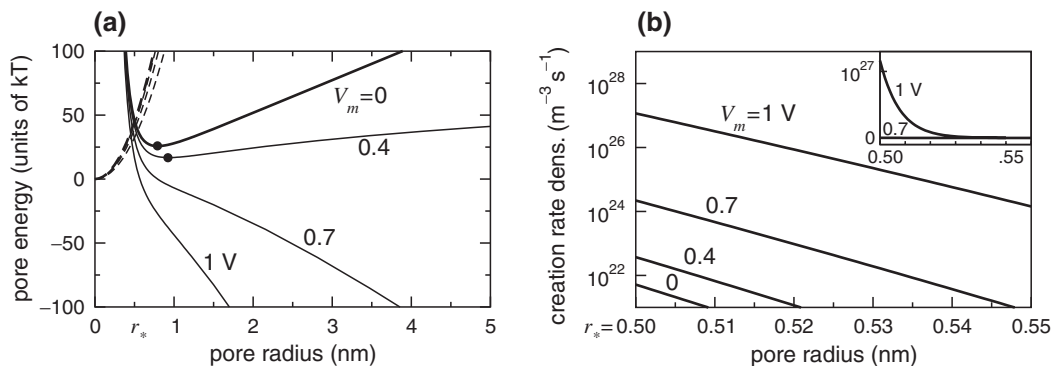 (a)
100
50
0
−50
−100
pore energy (units of kT)
V_m=0
0.4
0.7
1 V
0 r_* 1 2 3 4 5
pore radius (nm)
(b)
10^28
10^26
10^24
10^22
creation rate dens. (m^−3 s^−1)
V_m=1 V
0.7
0.4
0
10^27
0
1 V
0.7
0.50 .55
r_*=0.50 0.51 0.52 0.53 0.54 0.55
pore radius (nm)